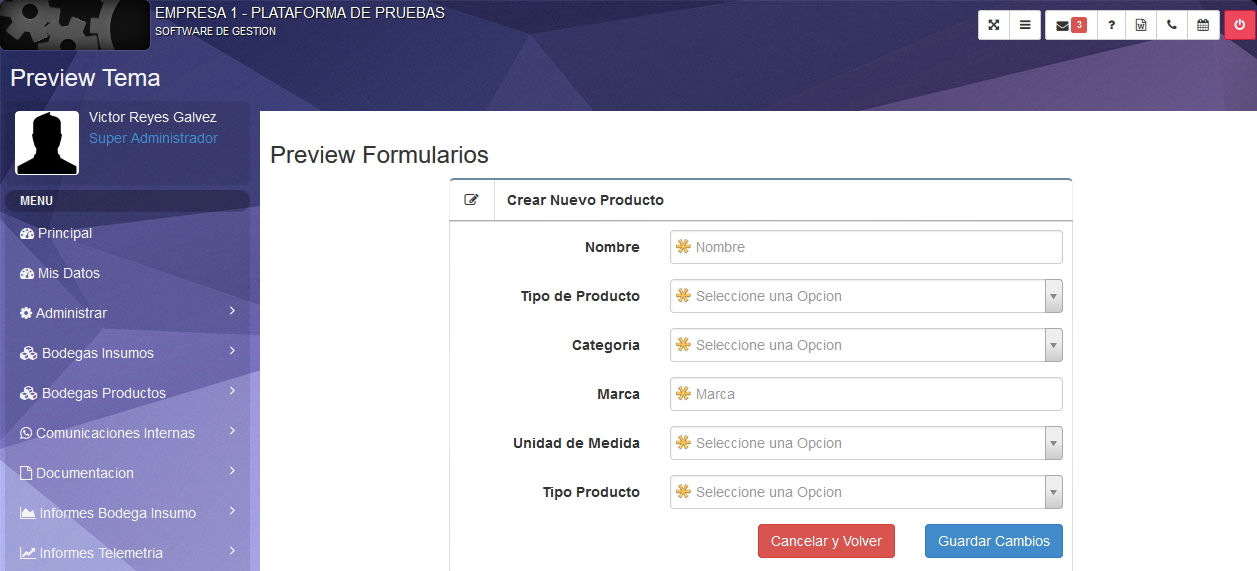 EMPRESA 1 - PLATAFORMA DE PRUEBAS
SOFTWARE DE GESTION
3
?
W
Preview Tema
Victor Reyes Galvez
Super Administrador
MENU
Principal
Mis Datos
Administrar
Bodegas Insumos
Bodegas Productos
Comunicaciones Internas
Documentacion
Informes Bodega Insumo
Informes Telemetria
Preview Formularios
Crear Nuevo Producto
Nombre
Nombre
Tipo de Producto
Seleccione una Opcion
Categoria
Seleccione una Opcion
Marca
Marca
Unidad de Medida
Seleccione una Opcion
Tipo Producto
Seleccione una Opcion
Cancelar y Volver
Guardar Cambios